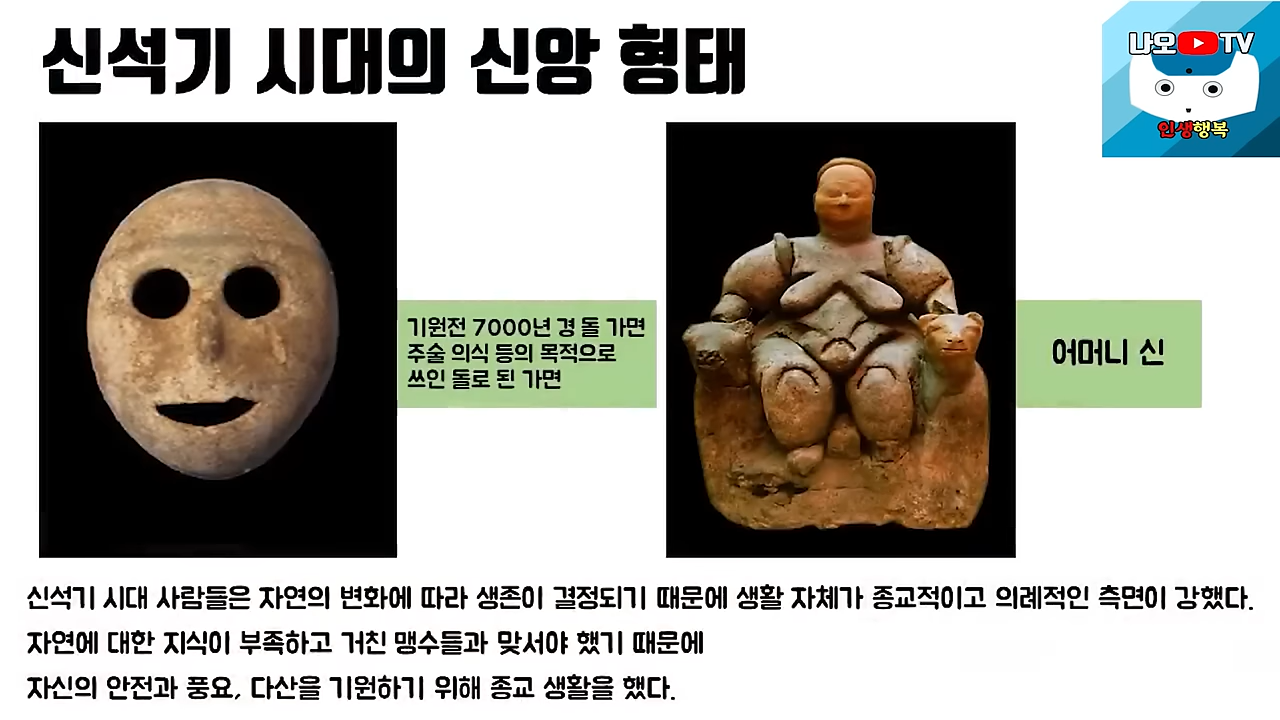 신석기 시대의 신앙 형태
나오 TV
인생행복
기원전 7000년 경 돌 가면
주술 의식 등의 목적으로
쓰인 돌로 된 가면
어머니 신
신석기 시대 사람들은 자연의 변화에 따라 생존이 결정되기 때문에 생활 자체가 종교적이고 의례적인 측면이 강했다.
자연에 대한 지식이 부족하고 거친 맹수들과 맞서야 했기 때문에
자신의 안전과 풍요, 다산을 기원하기 위해 종교 생활을 했다.